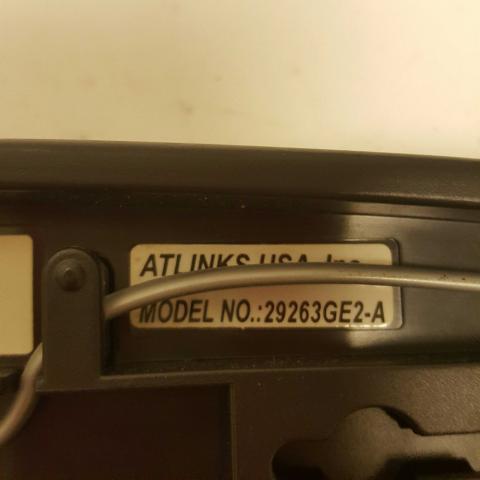 ATLINKS USA, Inc.
MODEL NO.:29263GE2-A